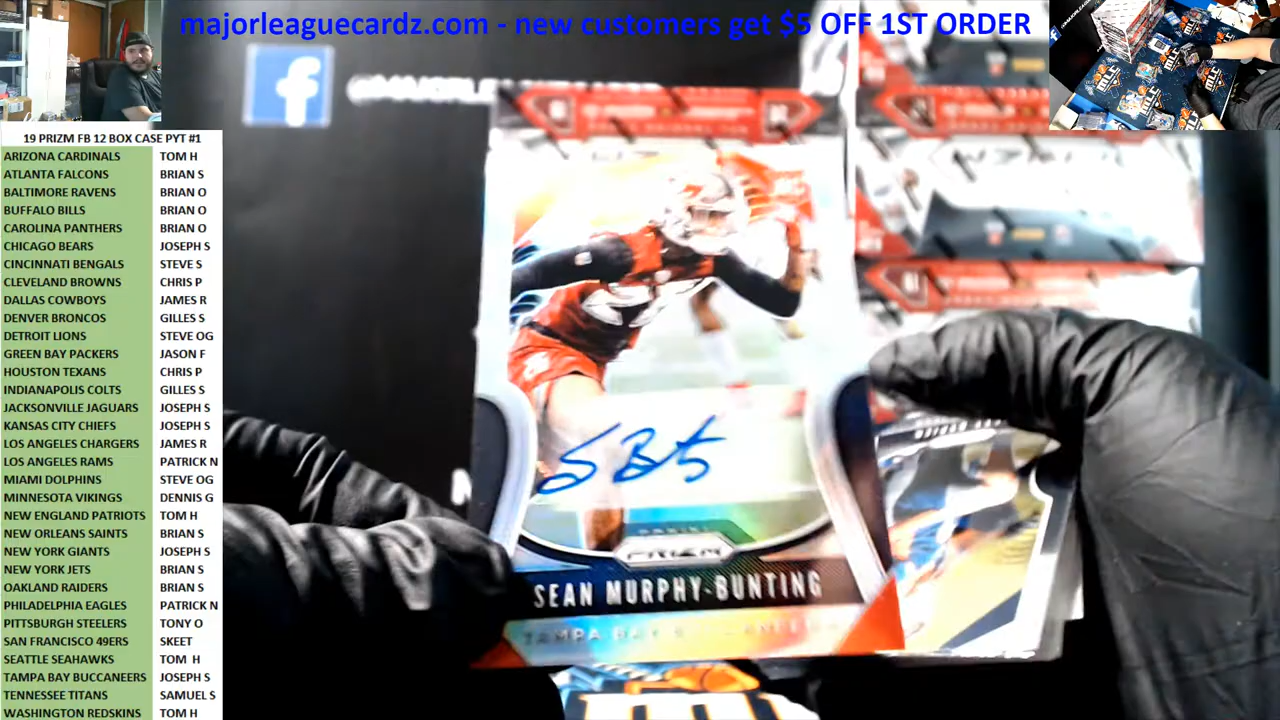 majorleaguecardz.com - new customers get $5 OFF 1ST ORDER
19 PRIZM FB 12 BOX CASE PYT #1
ARIZONA CARDINALS TOM H
ATLANTA FALCONS BRIAN S
BALTIMORE RAVENS BRIAN O
BUFFALO BILLS BRIAN O
CAROLINA PANTHERS BRIAN O
CHICAGO BEARS JOSEPH S
CINCINNATI BENGALS STEVE S
CLEVELAND BROWNS CHRIS P
DALLAS COWBOYS JAMES R
DENVER BRONCOS GILLES S
DETROIT LIONS STEVE OG
GREEN BAY PACKERS JASON F
HOUSTON TEXANS CHRIS P
INDIANAPOLIS COLTS GILLES S
JACKSONVILLE JAGUARS JOSEPH S
KANSAS CITY CHIEFS JOSEPH S
LOS ANGELES CHARGERS JAMES R
LOS ANGELES RAMS PATRICK N
MIAMI DOLPHINS STEVE OG
MINNESOTA VIKINGS DENNIS G
NEW ENGLAND PATRIOTS TOM H
NEW ORLEANS SAINTS BRIAN S
NEW YORK GIANTS JOSEPH S
NEW YORK JETS BRIAN S
OAKLAND RAIDERS BRIAN S
PHILADELPHIA EAGLES PATRICK N
PITTSBURGH STEELERS TONY O
SAN FRANCISCO 49ERS SKEET
SEATTLE SEAHAWKS TOM H
TAMPA BAY BUCCANEERS JOSEPH S
TENNESSEE TITANS SAMUEL S
WASHINGTON REDSKINS TOM H
f
S B
PANINI
PRIZM
SEAN MURPHY-BUNTING
TAMPA BAY
MLC